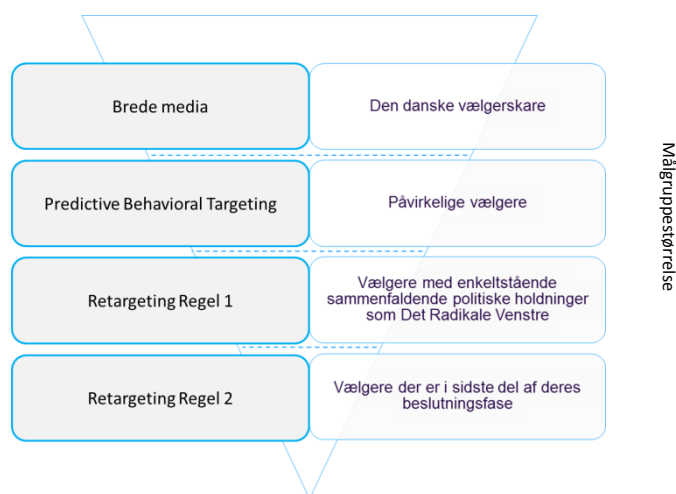 Brede media
Den danske vælgerskare
Predictive Behavioral Targeting
Påvirkelige vælgere
Retargeting Regel 1
Vælgere med enkeltstående
sammenfaldende politiske holdninger
som Det Radikale Venstre
Retargeting Regel 2
Vælgere der er i sidste del af deres
beslutningsfase
Målgruppestørrelse